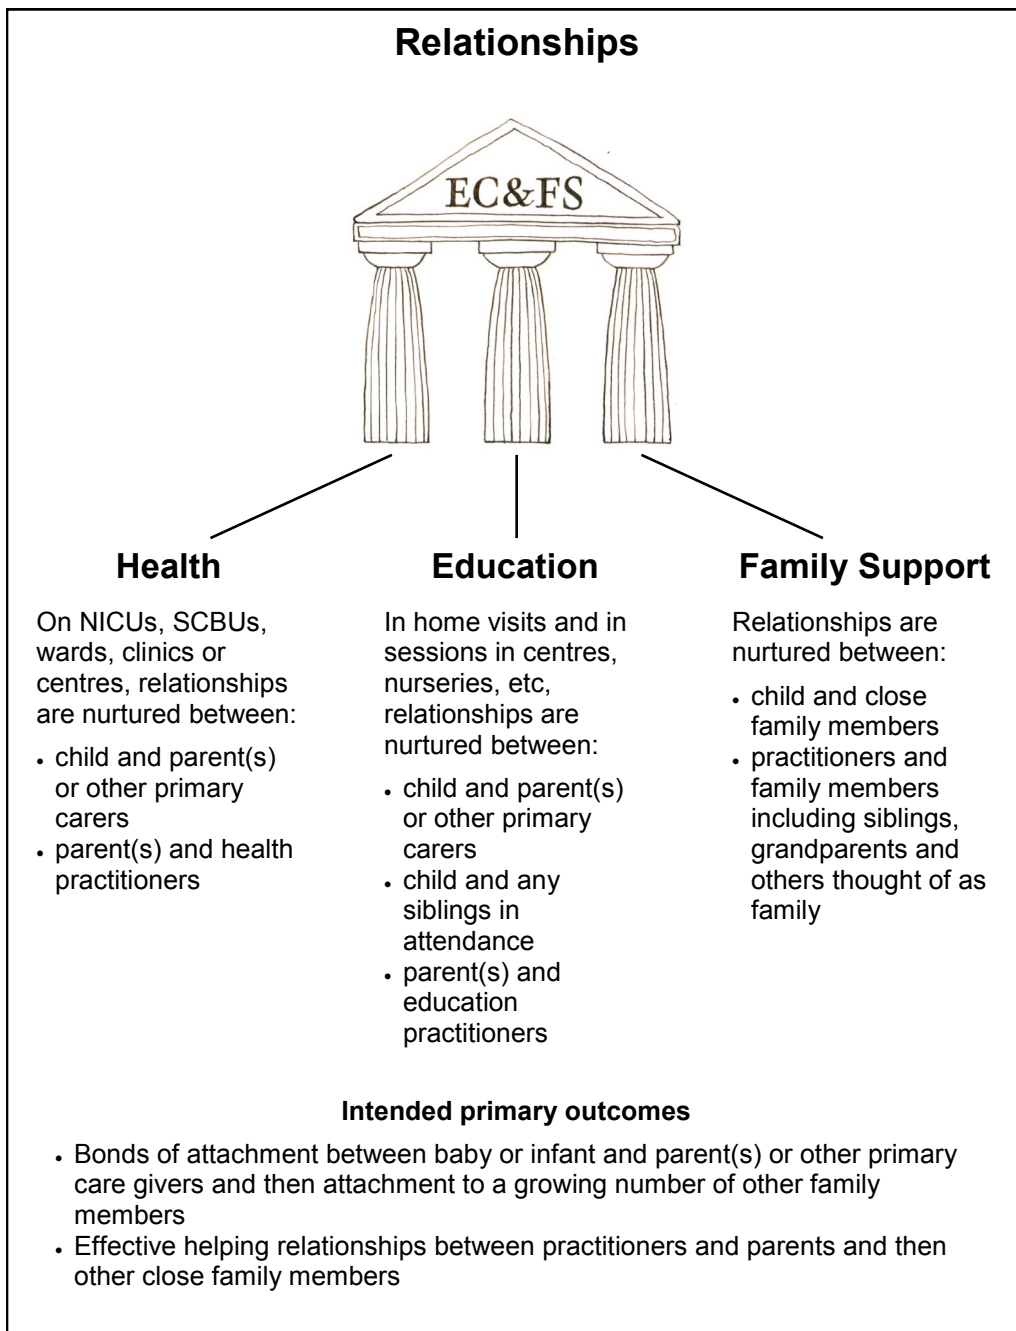 Relationships
EC&FS
Health
On NICUs, SCBUs,
wards, clinics or
centres, relationships
are nurtured between:
• child and parent(s)
or other primary
carers
• parent(s) and health
practitioners
Education
In home visits and in
sessions in centres,
nurseries, etc,
relationships are
nurtured between:
• child and parent(s)
or other primary
carers
• child and any
siblings in
attendance
• parent(s) and
education
practitioners
Family Support
Relationships are
nurtured between:
• child and close
family members
• practitioners and
family members
including siblings,
grandparents and
others thought of as
family
Intended primary outcomes
• Bonds of attachment between baby or infant and parent(s) or other primary
care givers and then attachment to a growing number of other family
members
• Effective helping relationships between practitioners and parents and then
other close family members